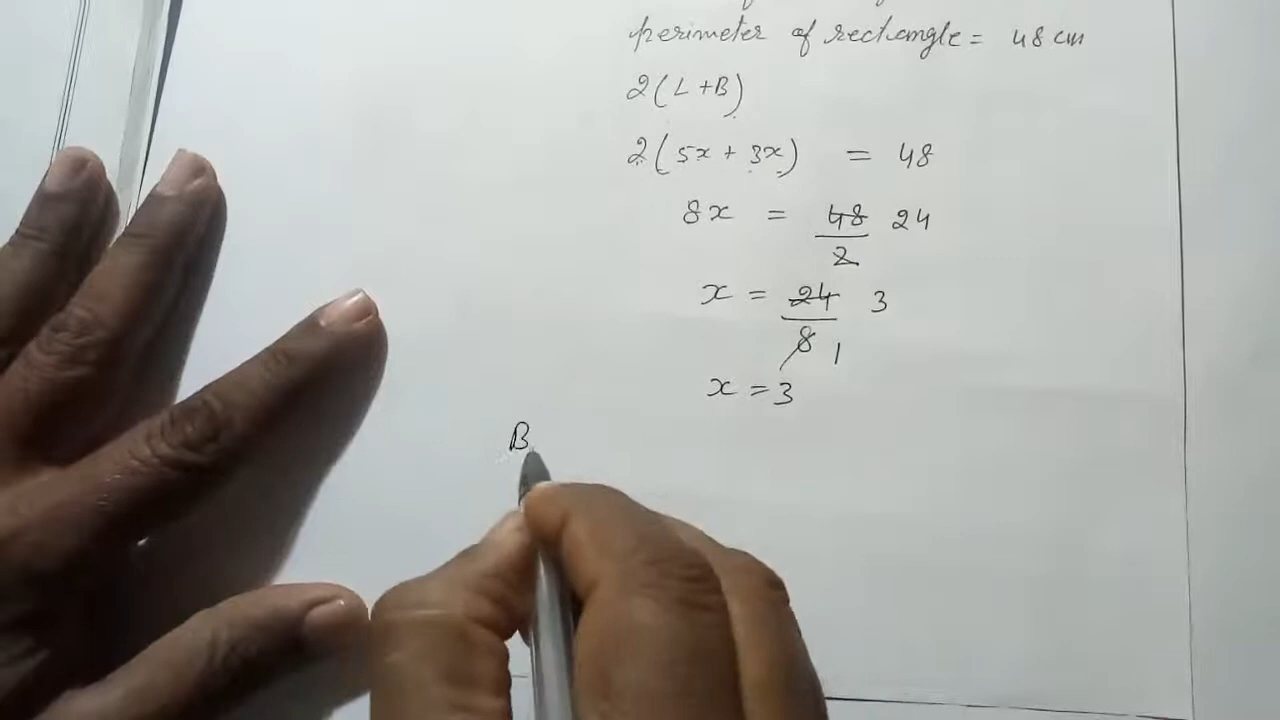 perimeter of rectangle = 48 cm
2(L+B)
2(5x + 3x) = 48
8x = 48/2 24
x = 24/8 3 1
x = 3
B